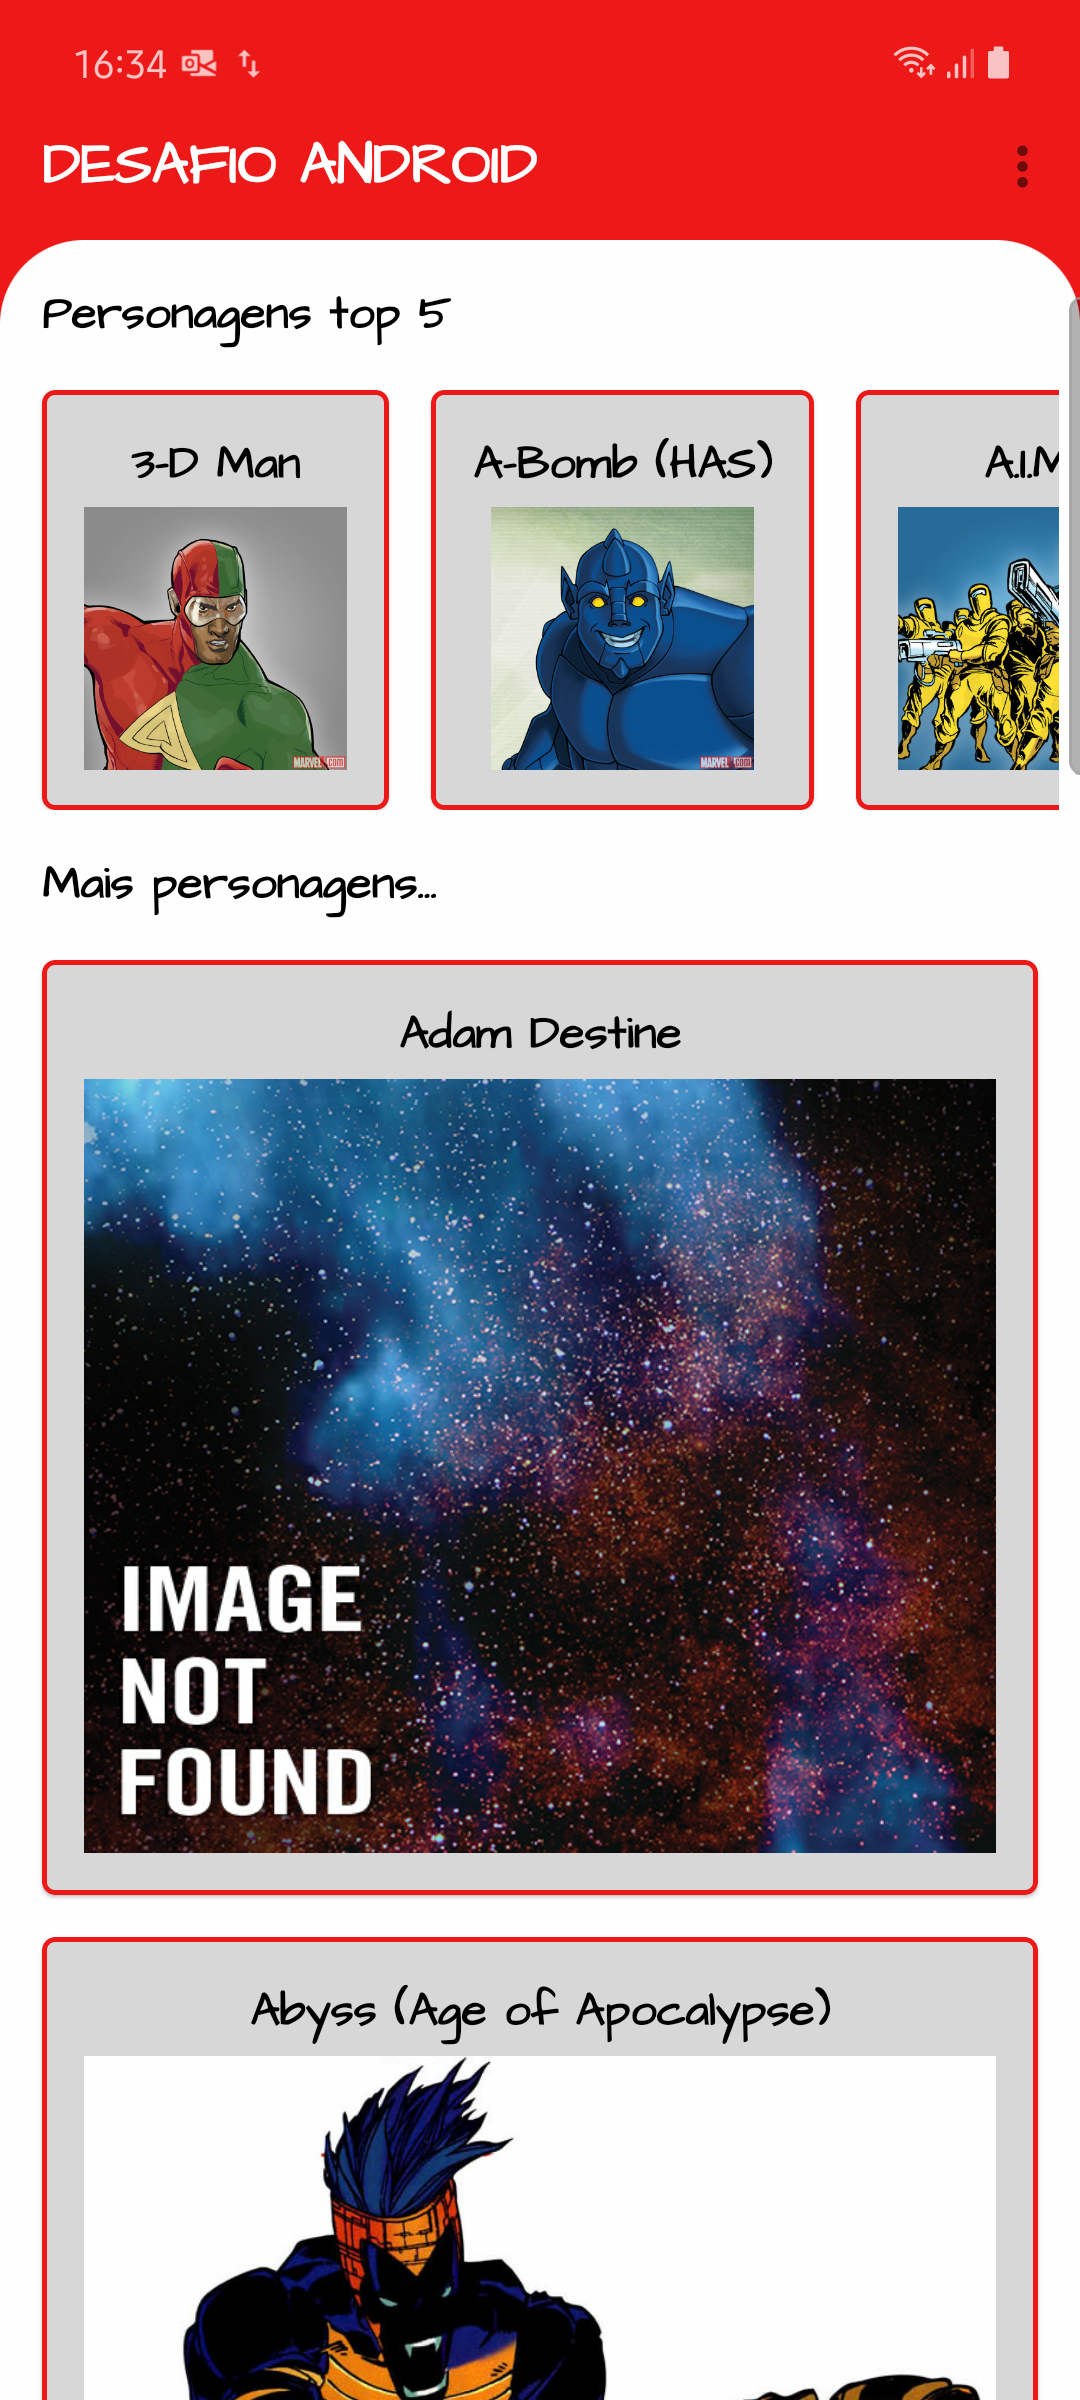 16:34
DESAFIO ANDROID
Personagens top 5
3-D Man
A-Bomb (HAS)
A.I.M
MARVEL.COM
MARVEL.COM
Mais personagens...
Adam Destine
IMAGE
NOT
FOUND
Abyss (Age of Apocalypse)